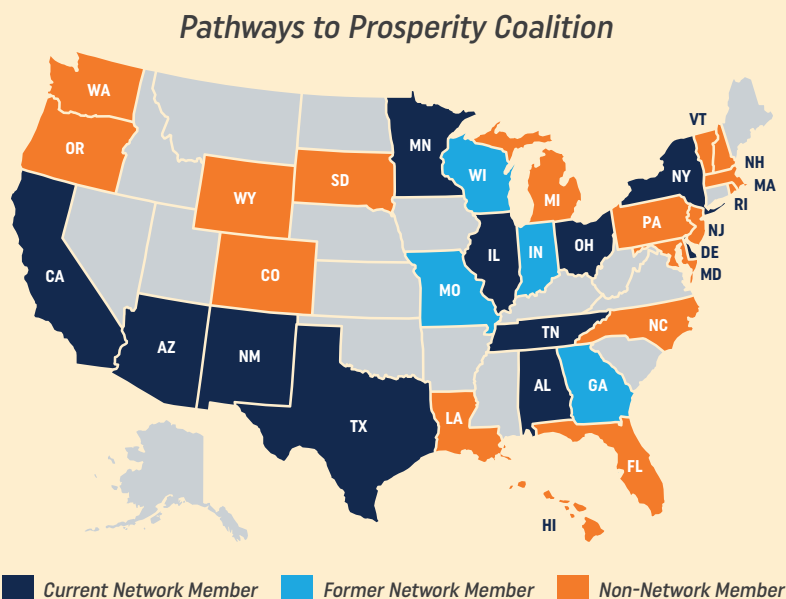 Pathways to Prosperity Coalition
WA
OR
MN
VT
NH
WI
NY
MA
SD
MI
RI
WY
PA
NJ
OH
IL
IN
DE
CO
MD
CA
MO
NC
TN
AZ
NM
AL
GA
TX
LA
FL
HI
Current Network Member
Former Network Member
Non-Network Member